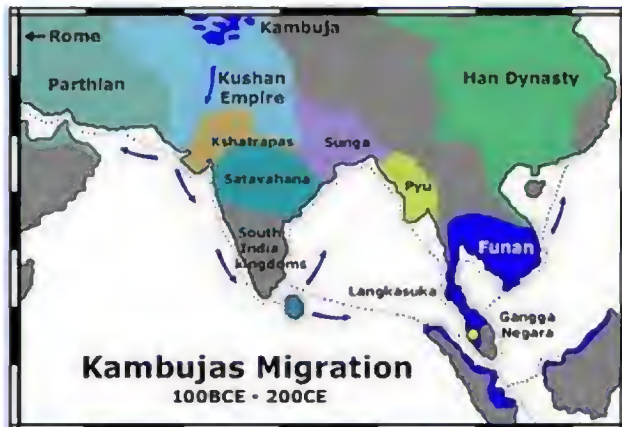 Kambuja
← Rome
Parthian
Kushan
Empire
Han Dynasty
Kshatrapas
Sunga
Satavahana
Pyu
South
India
kingdoms
Funan
Langkasuka
Gangga
Negara
Kambujas Migration
100BCE - 200CE